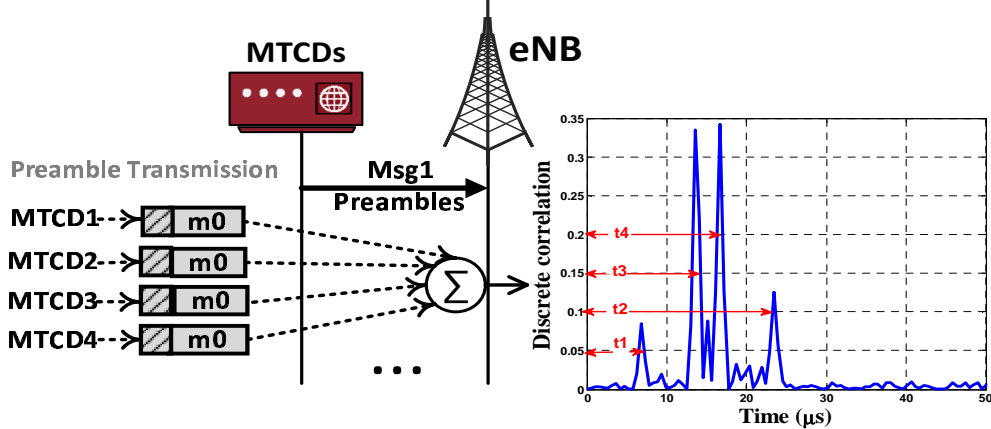 MTCDs
eNB
Preamble Transmission
Msg1
Preambles
MTCD1
m0
MTCD2
m0
MTCD3
m0
MTCD4
m0
Σ
...
Discrete correlation
0.35
0.3
0.25
0.2
0.15
0.1
0.05
0
t4
t3
t2
t1
0 10 20 30 40 50
Time (μs)